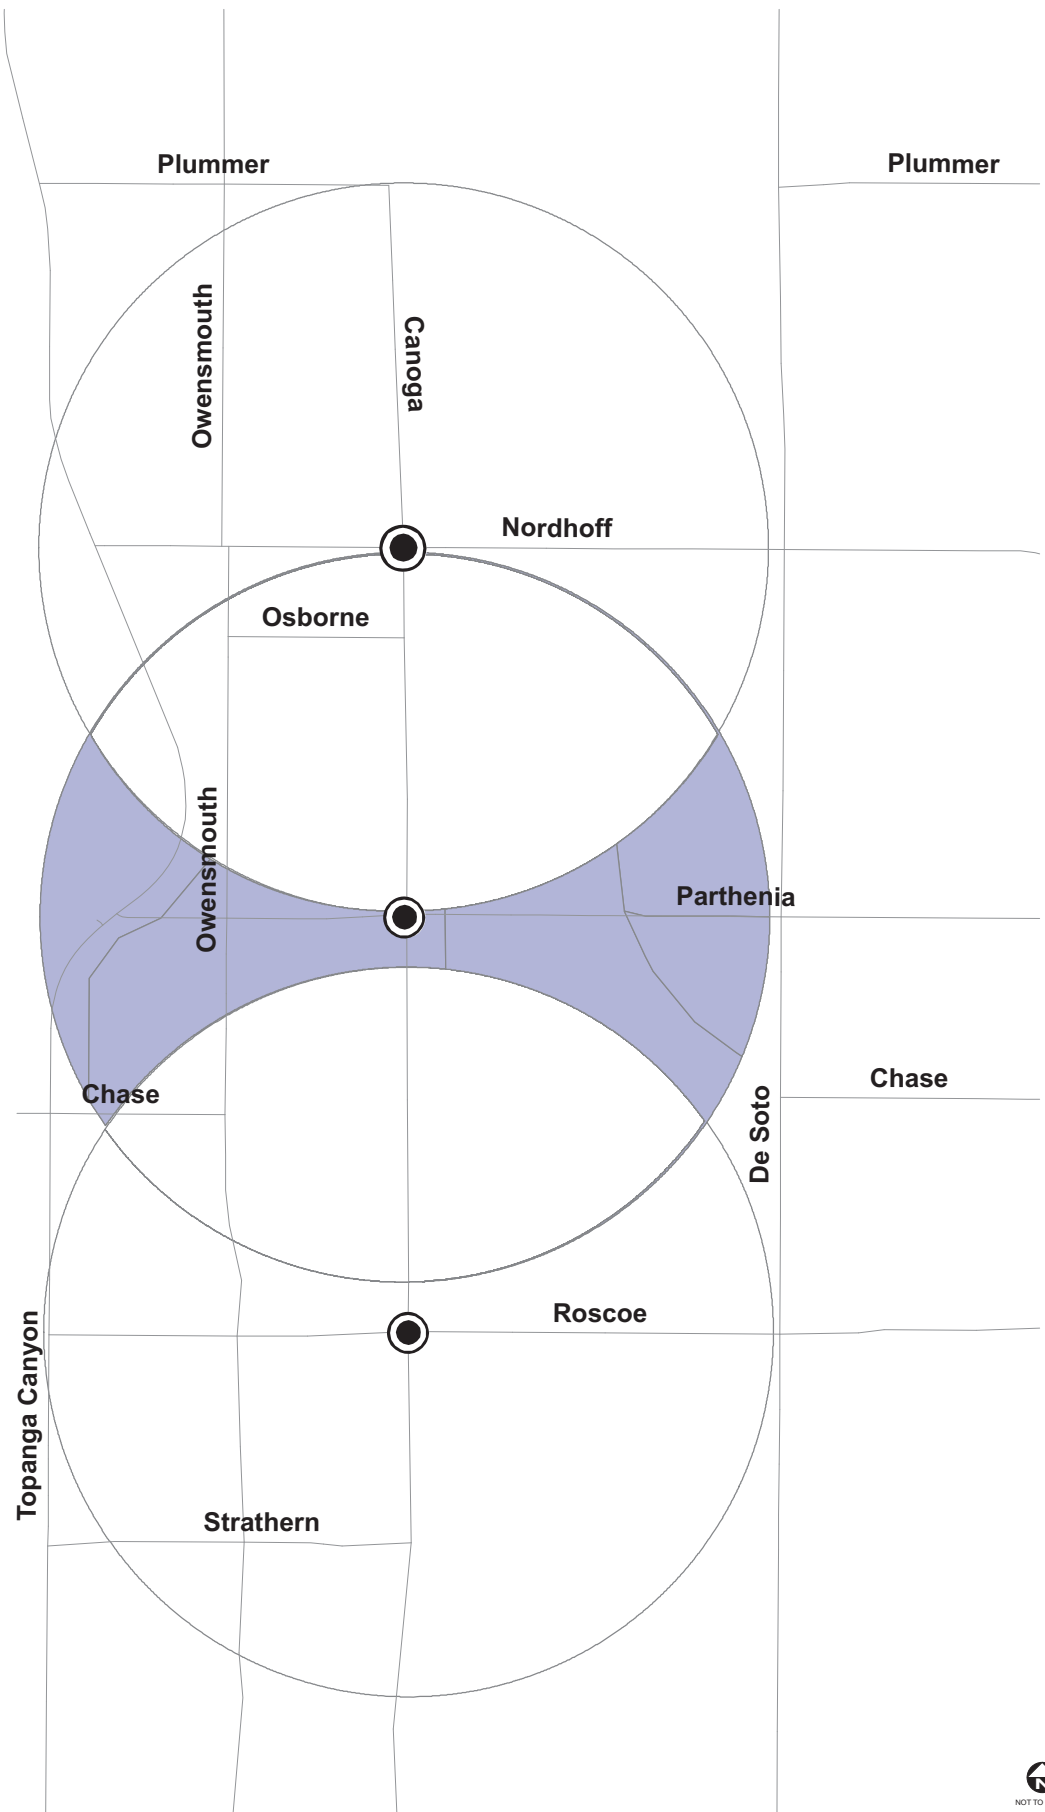 Plummer
Plummer
Owensmouth
Canoga
Nordhoff
Osborne
Owensmouth
Parthenia
Chase
Chase
De Soto
Roscoe
Topanga Canyon
Strathern
N
NOT TO